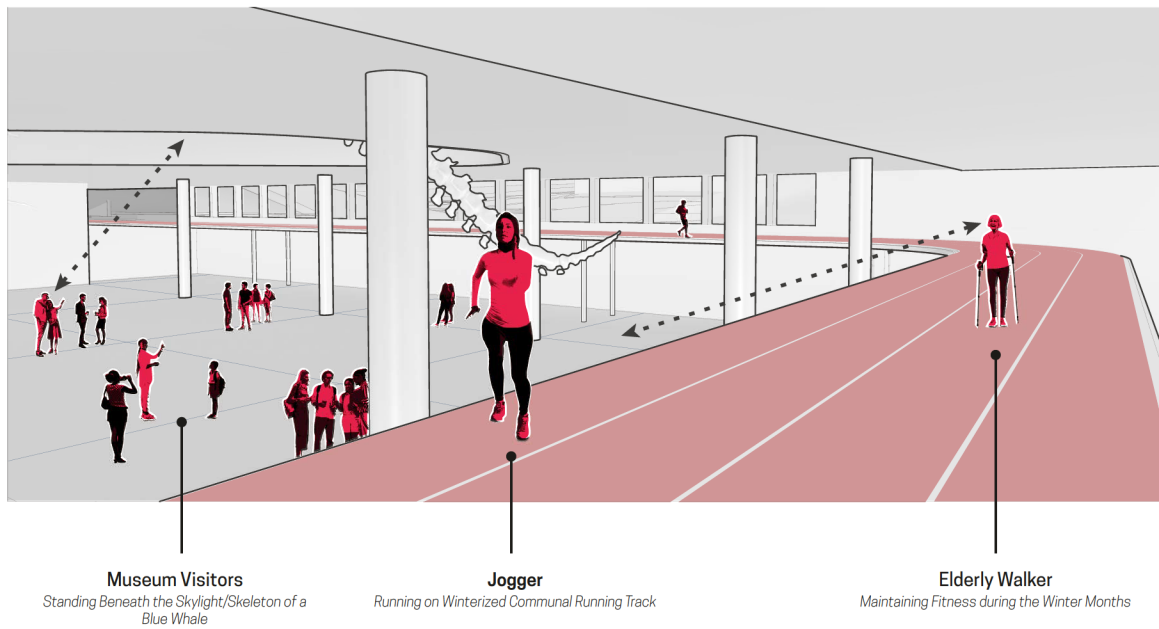 Museum Visitors
Standing Beneath the Skylight/Skeleton of a
Blue Whale
Jogger
Running on Winterized Communal Running Track
Elderly Walker
Maintaining Fitness during the Winter Months